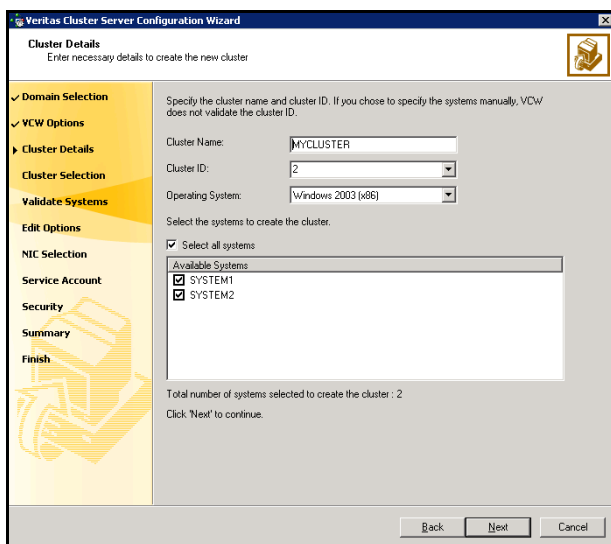 Veritas Cluster Server Configuration Wizard
Cluster Details
Enter necessary details to create the new cluster
Domain Selection
VCW Options
Cluster Details
Cluster Selection
Validate Systems
Edit Options
NIC Selection
Service Account
Security
Summary
Finish
Specify the cluster name and cluster ID. If you chose to specify the systems manually, VCW
does not validate the cluster ID.
Cluster Name: MYCLUSTER
Cluster ID: 2
Operating System: Windows 2003 (x86)
Select the systems to create the cluster.
Select all systems
Available Systems
SYSTEM1
SYSTEM2
Total number of systems selected to create the cluster : 2
Click 'Next' to continue.
Back Next Cancel